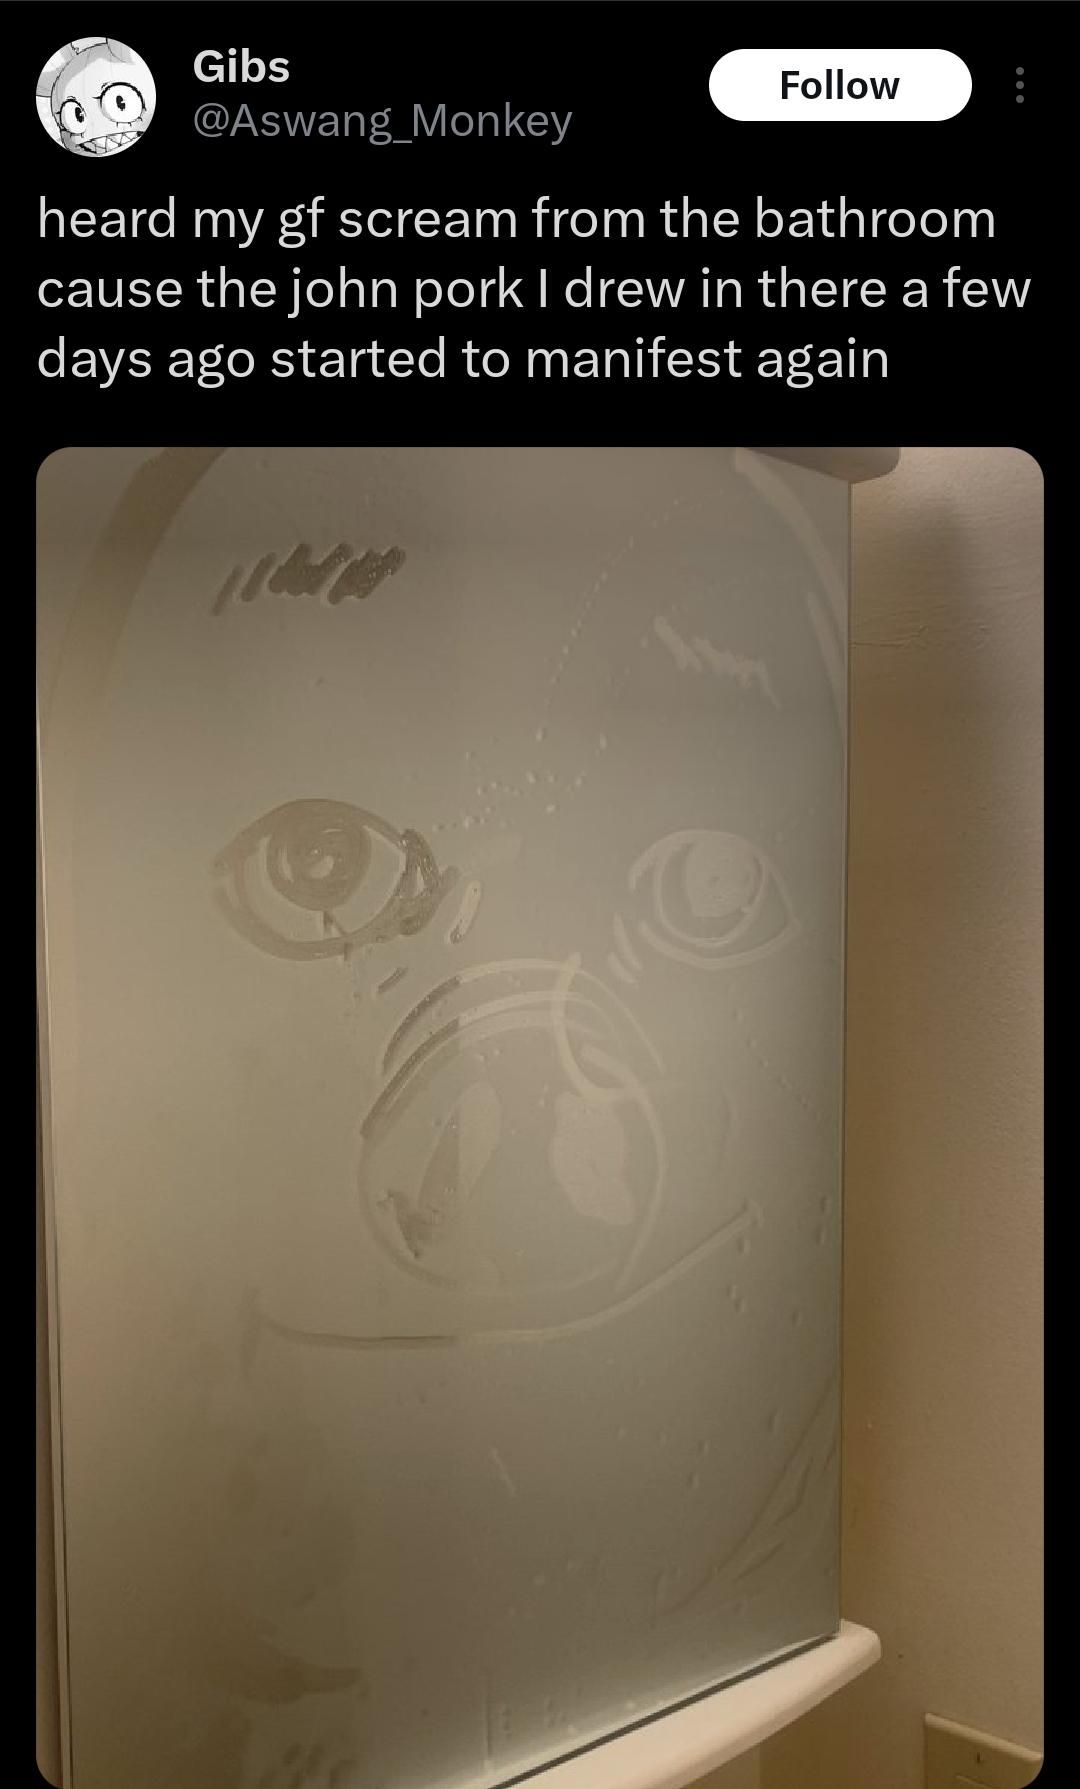 Gibs
Follow
@Aswang_Monkey
heard my gf scream from the bathroom
cause the john pork I drew in there a few
days ago started to manifest again